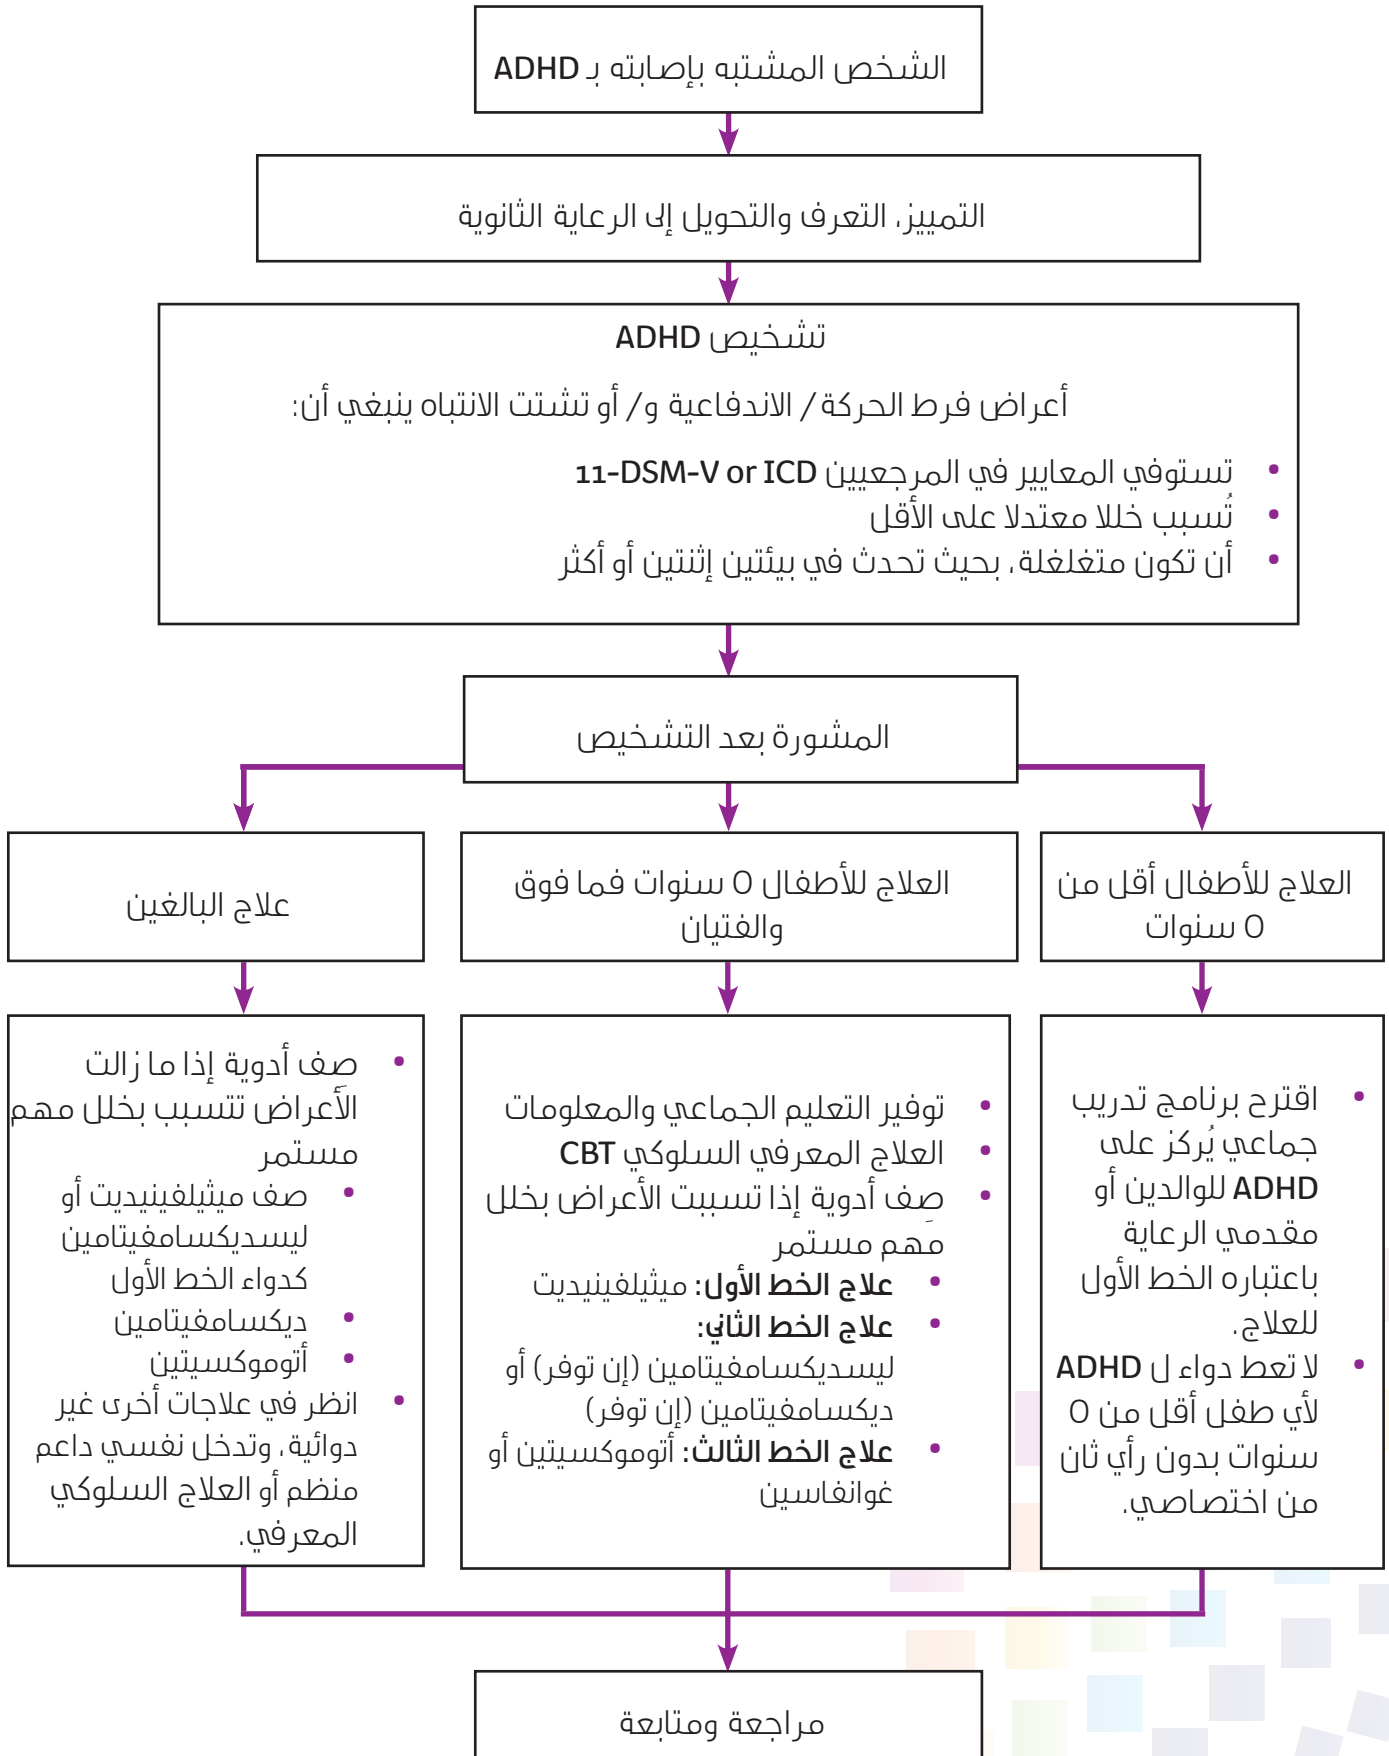 الشخص المشتبه بإصابته بـ ADHD
التمييز، التعرف والتحويل إلى الرعاية الثانوية
تشخيص ADHD
أعراض فرط الحركة/ الاندفاعية و/ أو تشتت الانتباه ينبغي أن:
• تستوفي المعايير في المرجعيين 11-DSM-V or ICD
• تُسبب خللا معتدلا على الأقل
• أن تكون متغلغلة، بحيث تحدث في بيئتين إثنتين أو أكثر
المشورة بعد التشخيص
العلاج للأطفال أقل من
٥ سنوات
العلاج للأطفال ٥ سنوات فما فوق
والفتيان
علاج البالغين
• اقترح برنامج تدريب
جماعي يُركز على
ADHD للوالدين أو
مقدمي الرعاية
باعتباره الخط الأول
للعلاج.
• لا تعط دواء ل ADHD
لأي طفل أقل من ٥
سنوات بدون رأي ثان
من اختصاصي.
• توفير التعليم الجماعي والمعلومات
• العلاج المعرفي السلوكي CBT
• صِف أدوية إذا تسببت الأعراض بخلل
مهم مستمر
• علاج الخط الأول: ميثيلفينيديت
• علاج الخط الثاني:
ليسديكسامفيتامين (إن توفر) أو
ديكسامفيتامين (إن توفر)
• علاج الخط الثالث: أتوموكسيتين أو
غوانفاسين
• صِف أدوية إذا ما زالت
الأعراض تتسبب بخلل مهم
مستمر
• صف ميثيلفينيديت أو
ليسديكسامفيتامين
كدواء الخط الأول
• ديكسامفيتامين
• أتوموكسيتين
• انظر في علاجات أخرى غير
دوائية، وتدخل نفسي داعم
منظم أو العلاج السلوكي
المعرفي.
مراجعة ومتابعة